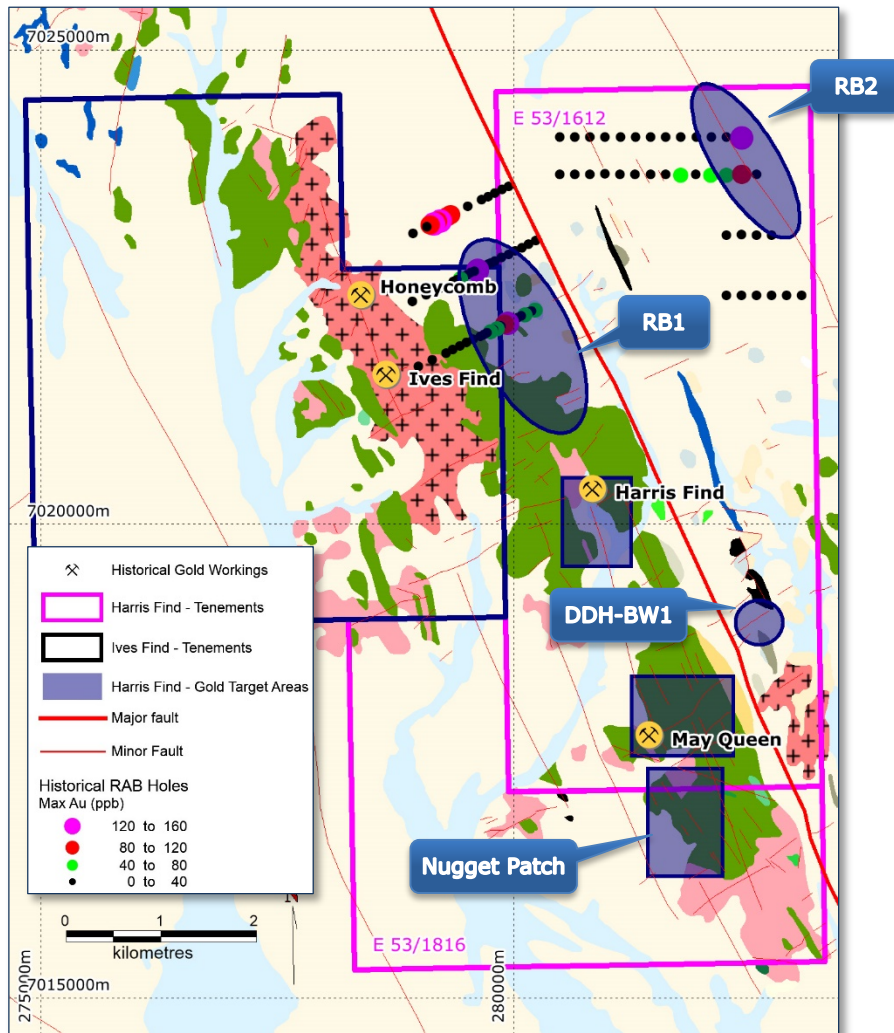 7025000m
RB2
E 53/1612
Honeycomb
RB1
Ives Find
Harris Find
7020000m
DDH-BW1
May Queen
Nugget Patch
Historical Gold Workings
Harris Find - Tenements
Ives Find - Tenements
Harris Find - Gold Target Areas
Major fault
Minor Fault
Historical RAB Holes
Max Au (ppb)
120 to 160
80 to 120
40 to 80
0 to 40
0 1 2
kilometres
E 53/1816
7015000m
275000m
280000m